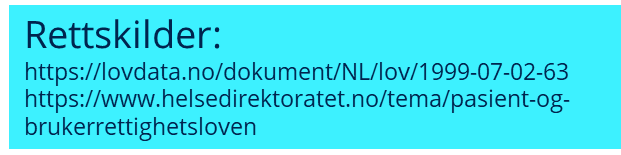 Rettskilder:
https://lovdata.no/dokument/NL/lov/1999-07-02-63
https://www.helsedirektoratet.no/tema/pasient-og-
brukerrettighetsloven